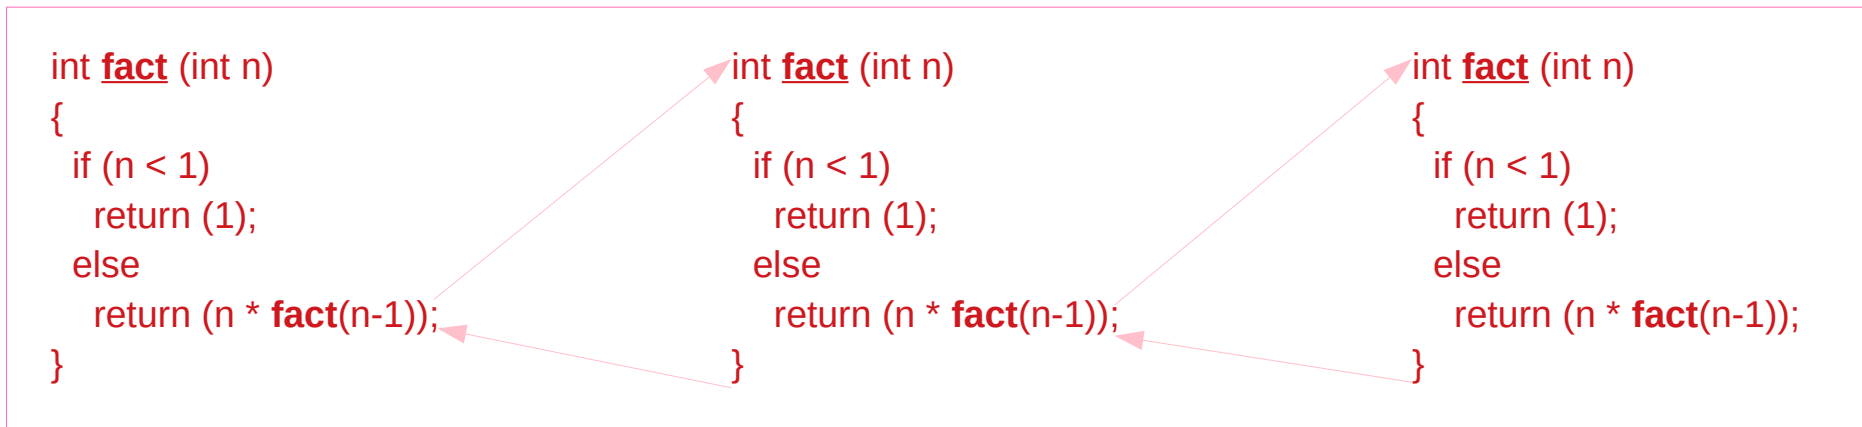 int fact (int n)
{
if (n < 1)
return (1);
else
return (n * fact(n-1));
}
int fact (int n)
{
if (n < 1)
return (1);
else
return (n * fact(n-1));
}
int fact (int n)
{
if (n < 1)
return (1);
else
return (n * fact(n-1));
}